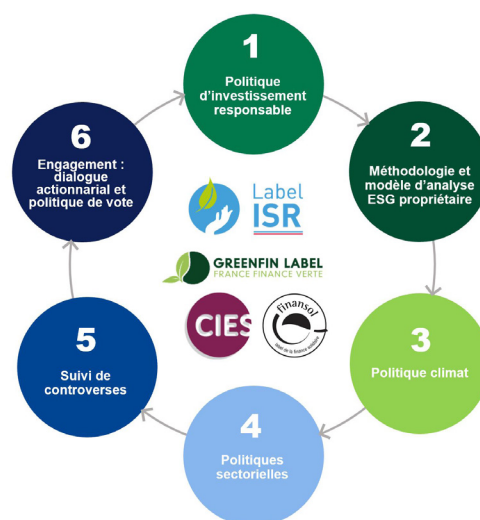 1
Politique
d'investissement
responsable
2
Méthodologie et
modèle d'analyse
ESG propriétaire
3
Politique climat
4
Politiques
sectorielles
5
Suivi de
controverses
6
Engagement :
dialogue
actionnarial et
politique de vote
Label
ISR
GREENFIN LABEL
FRANCE FINANCE VERTE
CIES
finansol